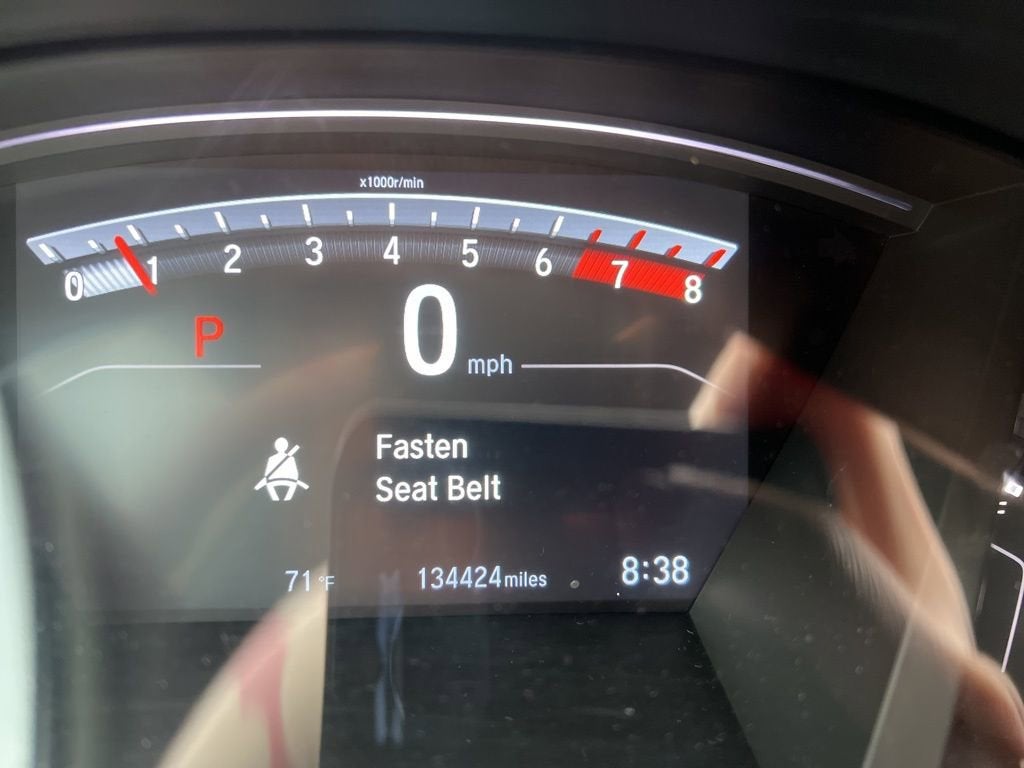 x1000r/min
0 1 2 3 4 5 6 7 8
P
0 mph
Fasten
Seat Belt
71°F 134424 miles 8:38